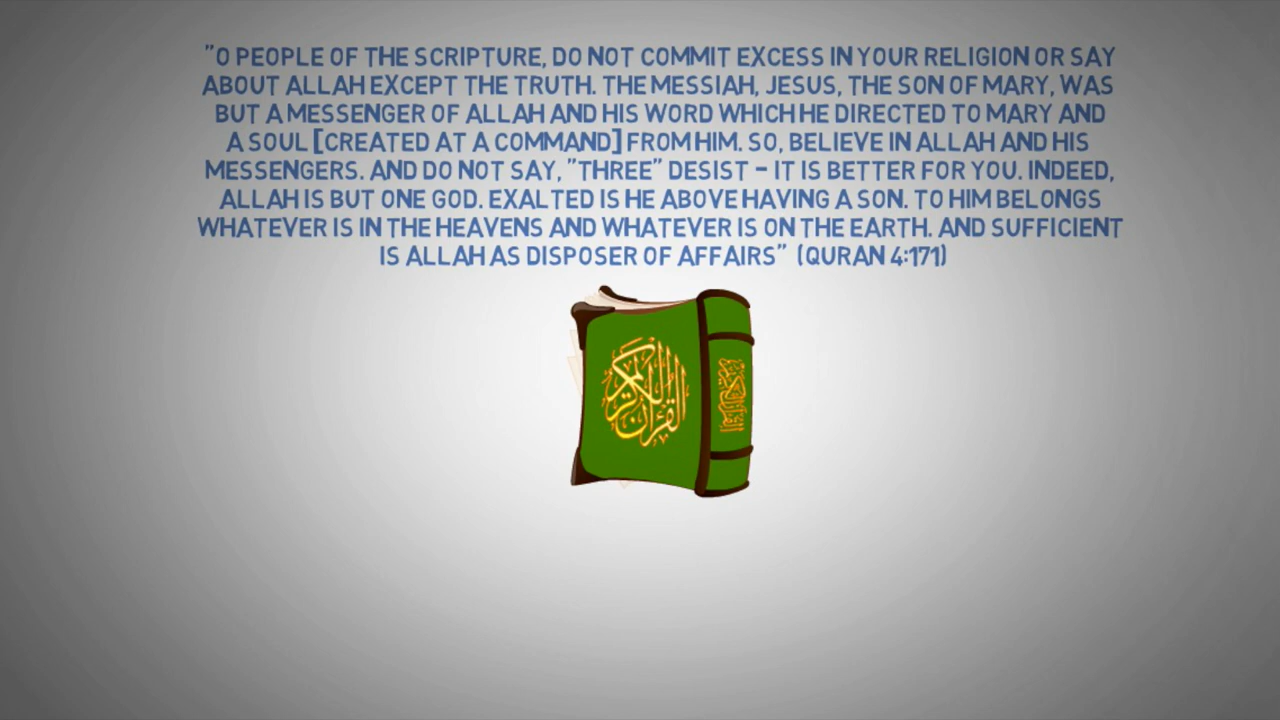 "O PEOPLE OF THE SCRIPTURE, DO NOT COMMIT EXCESS IN YOUR RELIGION OR SAY
ABOUT ALLAH EXCEPT THE TRUTH. THE MESSIAH, JESUS, THE SON OF MARY, WAS
BUT A MESSENGER OF ALLAH AND HIS WORD WHICH HE DIRECTED TO MARY AND
A SOUL [CREATED AT A COMMAND] FROM HIM. SO, BELIEVE IN ALLAH AND HIS
MESSENGERS. AND DO NOT SAY, "THREE" DESIST - IT IS BETTER FOR YOU. INDEED,
ALLAH IS BUT ONE GOD. EXALTED IS HE ABOVE HAVING A SON. TO HIM BELONGS
WHATEVER IS IN THE HEAVENS AND WHATEVER IS ON THE EARTH. AND SUFFICIENT
IS ALLAH AS DISPOSER OF AFFAIRS" (QURAN 4:171)
القرآن الكريم
القرآن الكريم